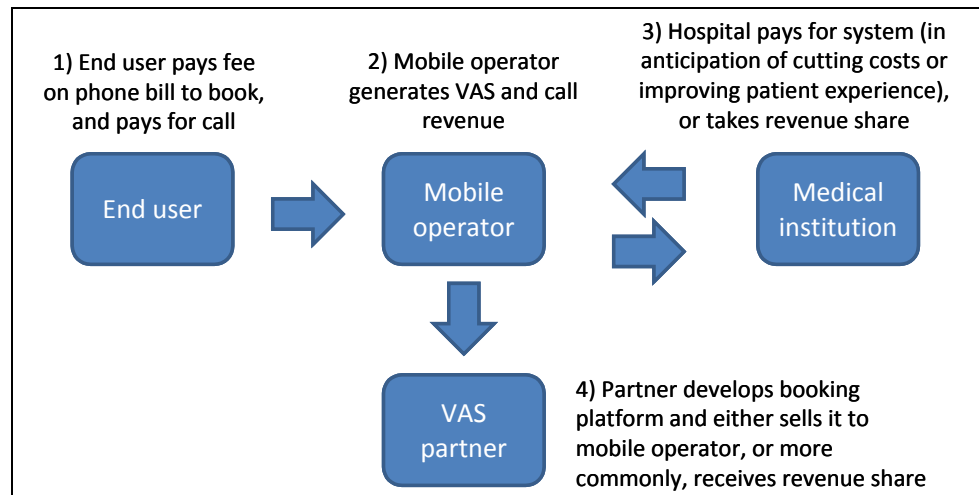 1) End user pays fee
on phone bill to book,
and pays for call
2) Mobile operator
generates VAS and call
revenue
3) Hospital pays for system (in
anticipation of cutting costs or
improving patient experience),
or takes revenue share
End user
Mobile
operator
Medical
institution
VAS
partner
4) Partner develops booking
platform and either sells it to
mobile operator, or more
commonly, receives revenue share